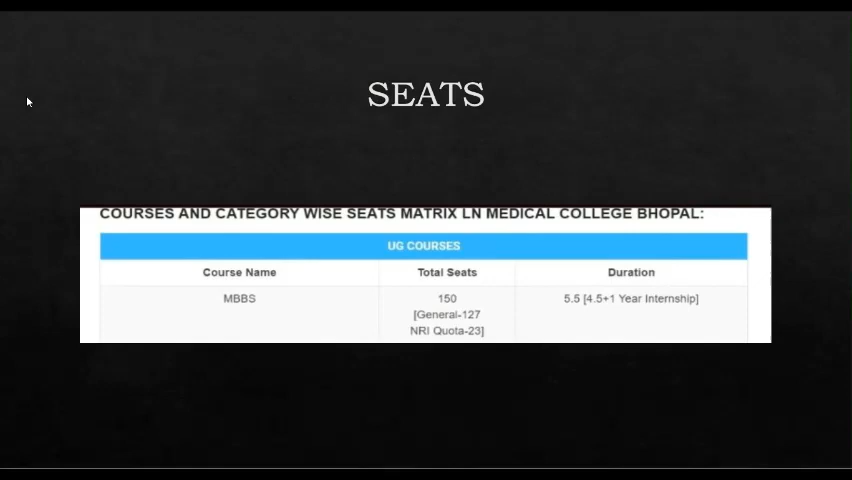 SEATS
COURSES AND CATEGORY WISE SEATS MATRIX LN MEDICAL COLLEGE BHOPAL:
UG COURSES
Course Name Total Seats Duration
MBBS 150 5.5 [4.5+1 Year Internship]
[General-127
NRI Quota-23]